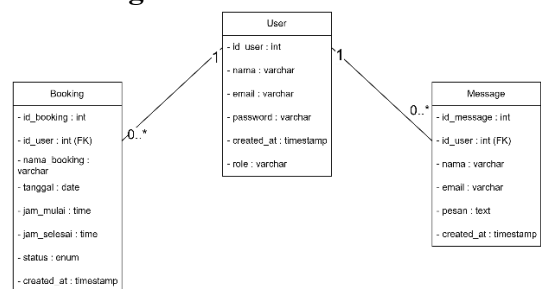 User
- id_user : int
- nama : varchar
- email : varchar
- password : varchar
- created_at : timestamp
- role : varchar
1
1
Booking
- id_booking : int
- id_user : int (FK)
- nama_booking :
varchar
- tanggal : date
- jam_mulai : time
- jam_selesai : time
- status : enum
- created_at : timestamp
0..*
0..*
Message
- id_message : int
- id_user : int (FK)
- nama : varchar
- email : varchar
- pesan : text
- created_at : timestamp